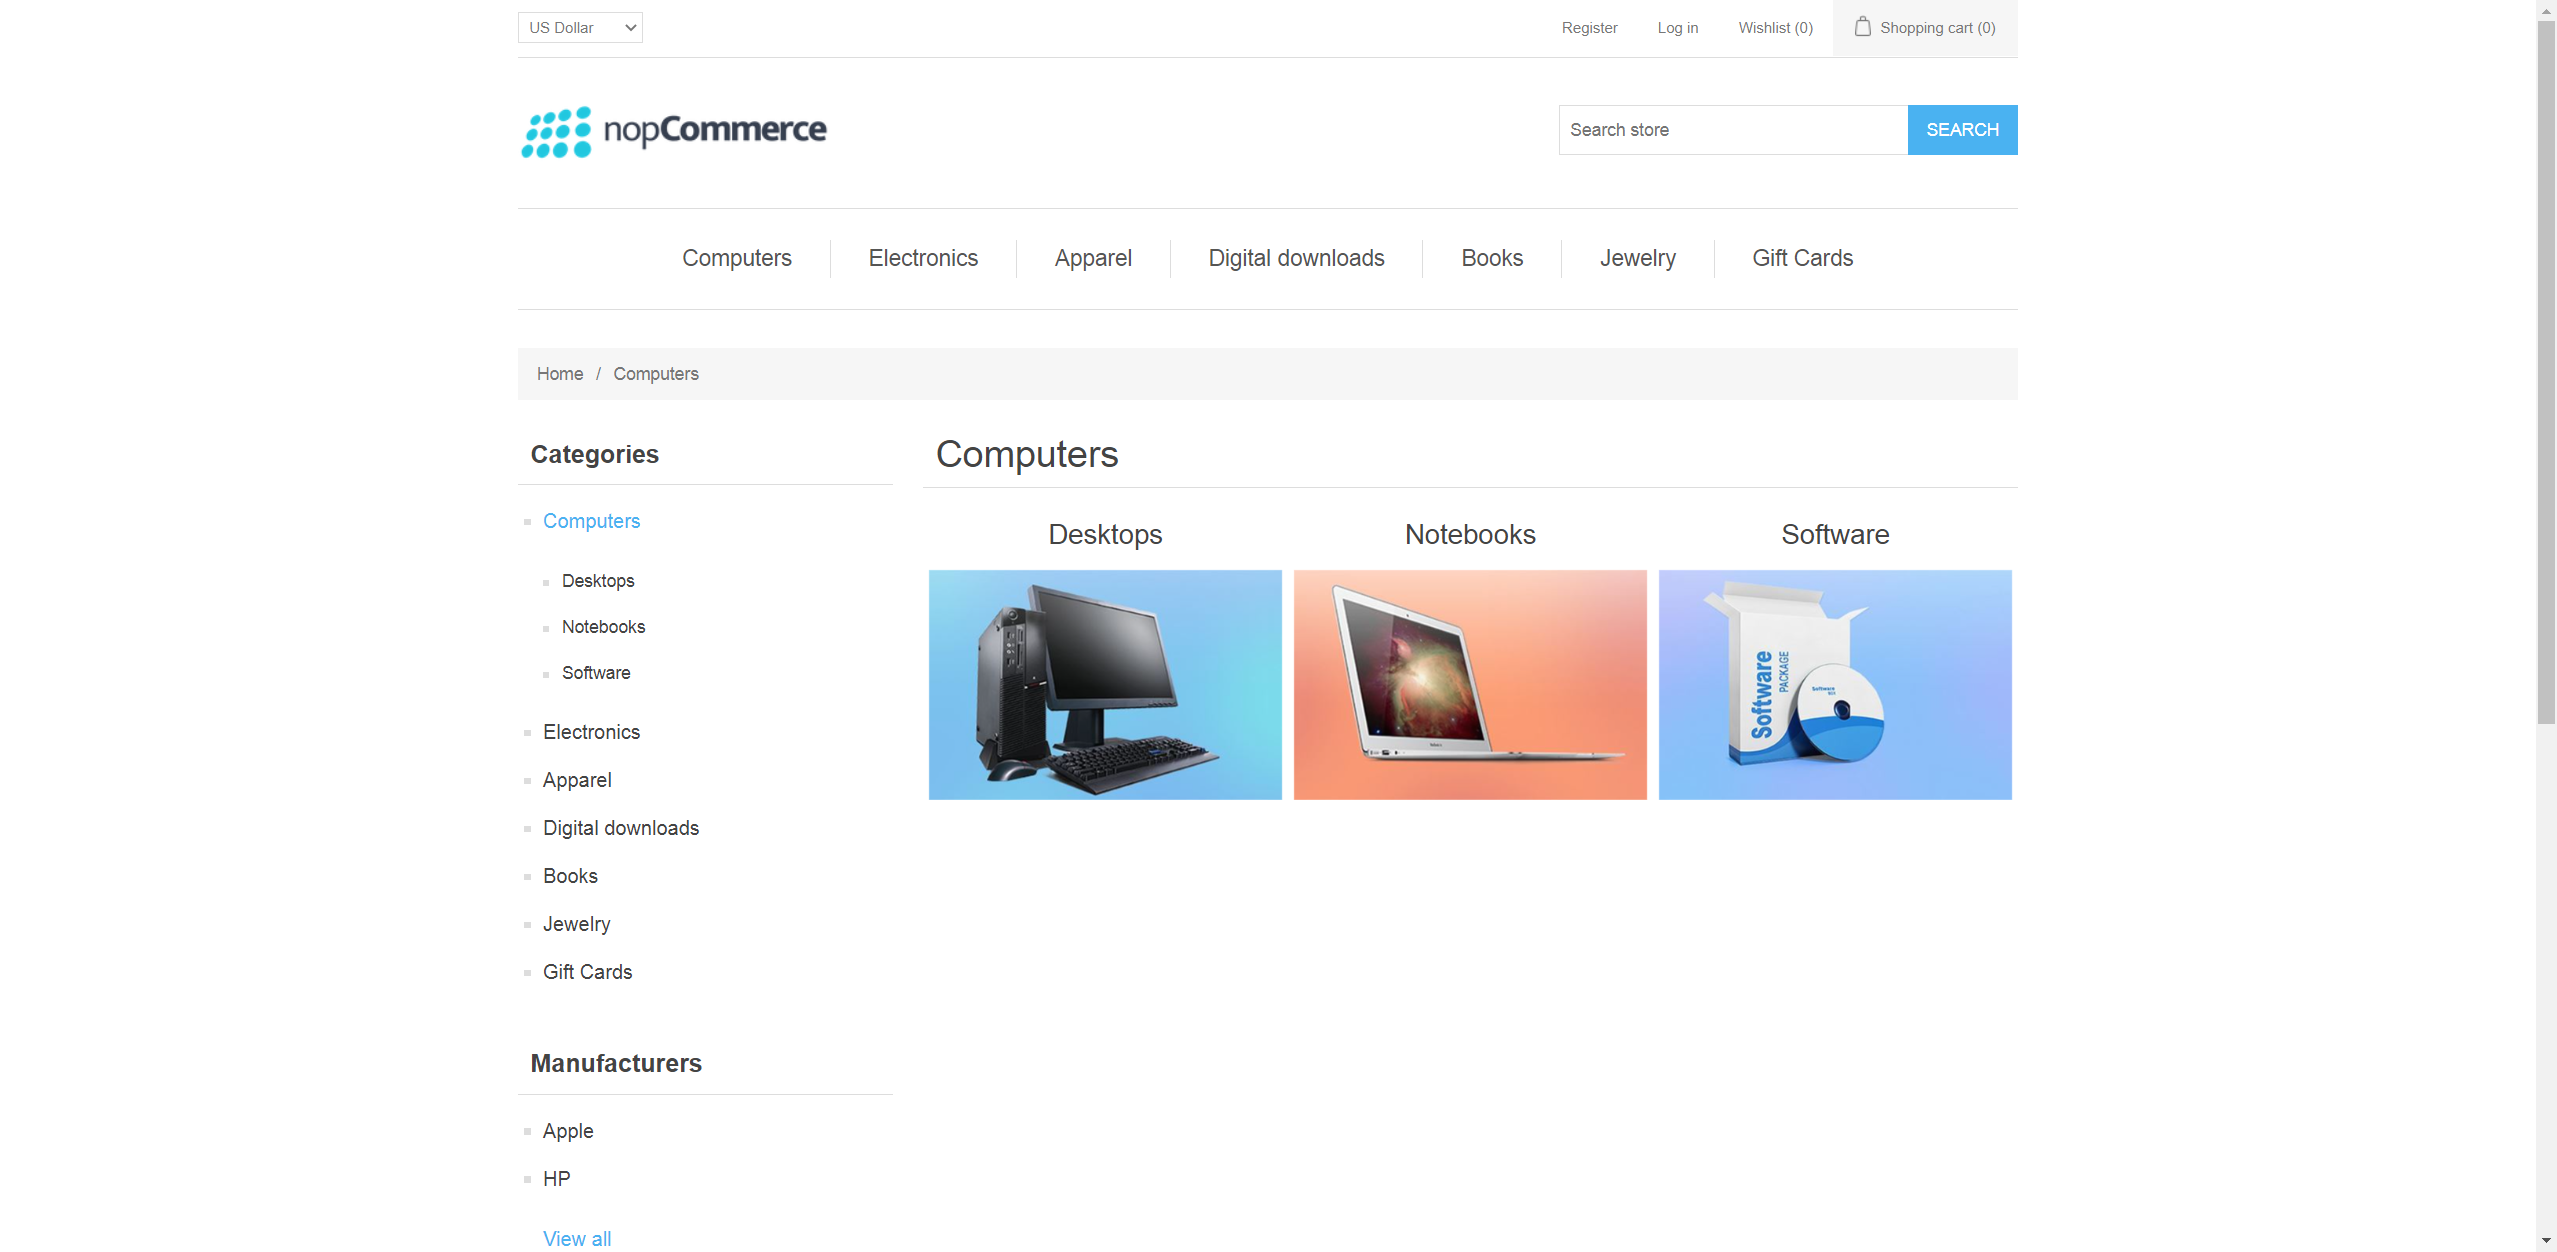 US Dollar
Register
Log in
Wishlist (0)
Shopping cart (0)
nopCommerce
Search store
SEARCH
Computers
Electronics
Apparel
Digital downloads
Books
Jewelry
Gift Cards
Home / Computers
Categories
Computers
Desktops
Notebooks
Software
Electronics
Apparel
Digital downloads
Books
Jewelry
Gift Cards
Manufacturers
Apple
HP
View all
Computers
Desktops
Notebooks
Software
Software
PACKAGE
Software